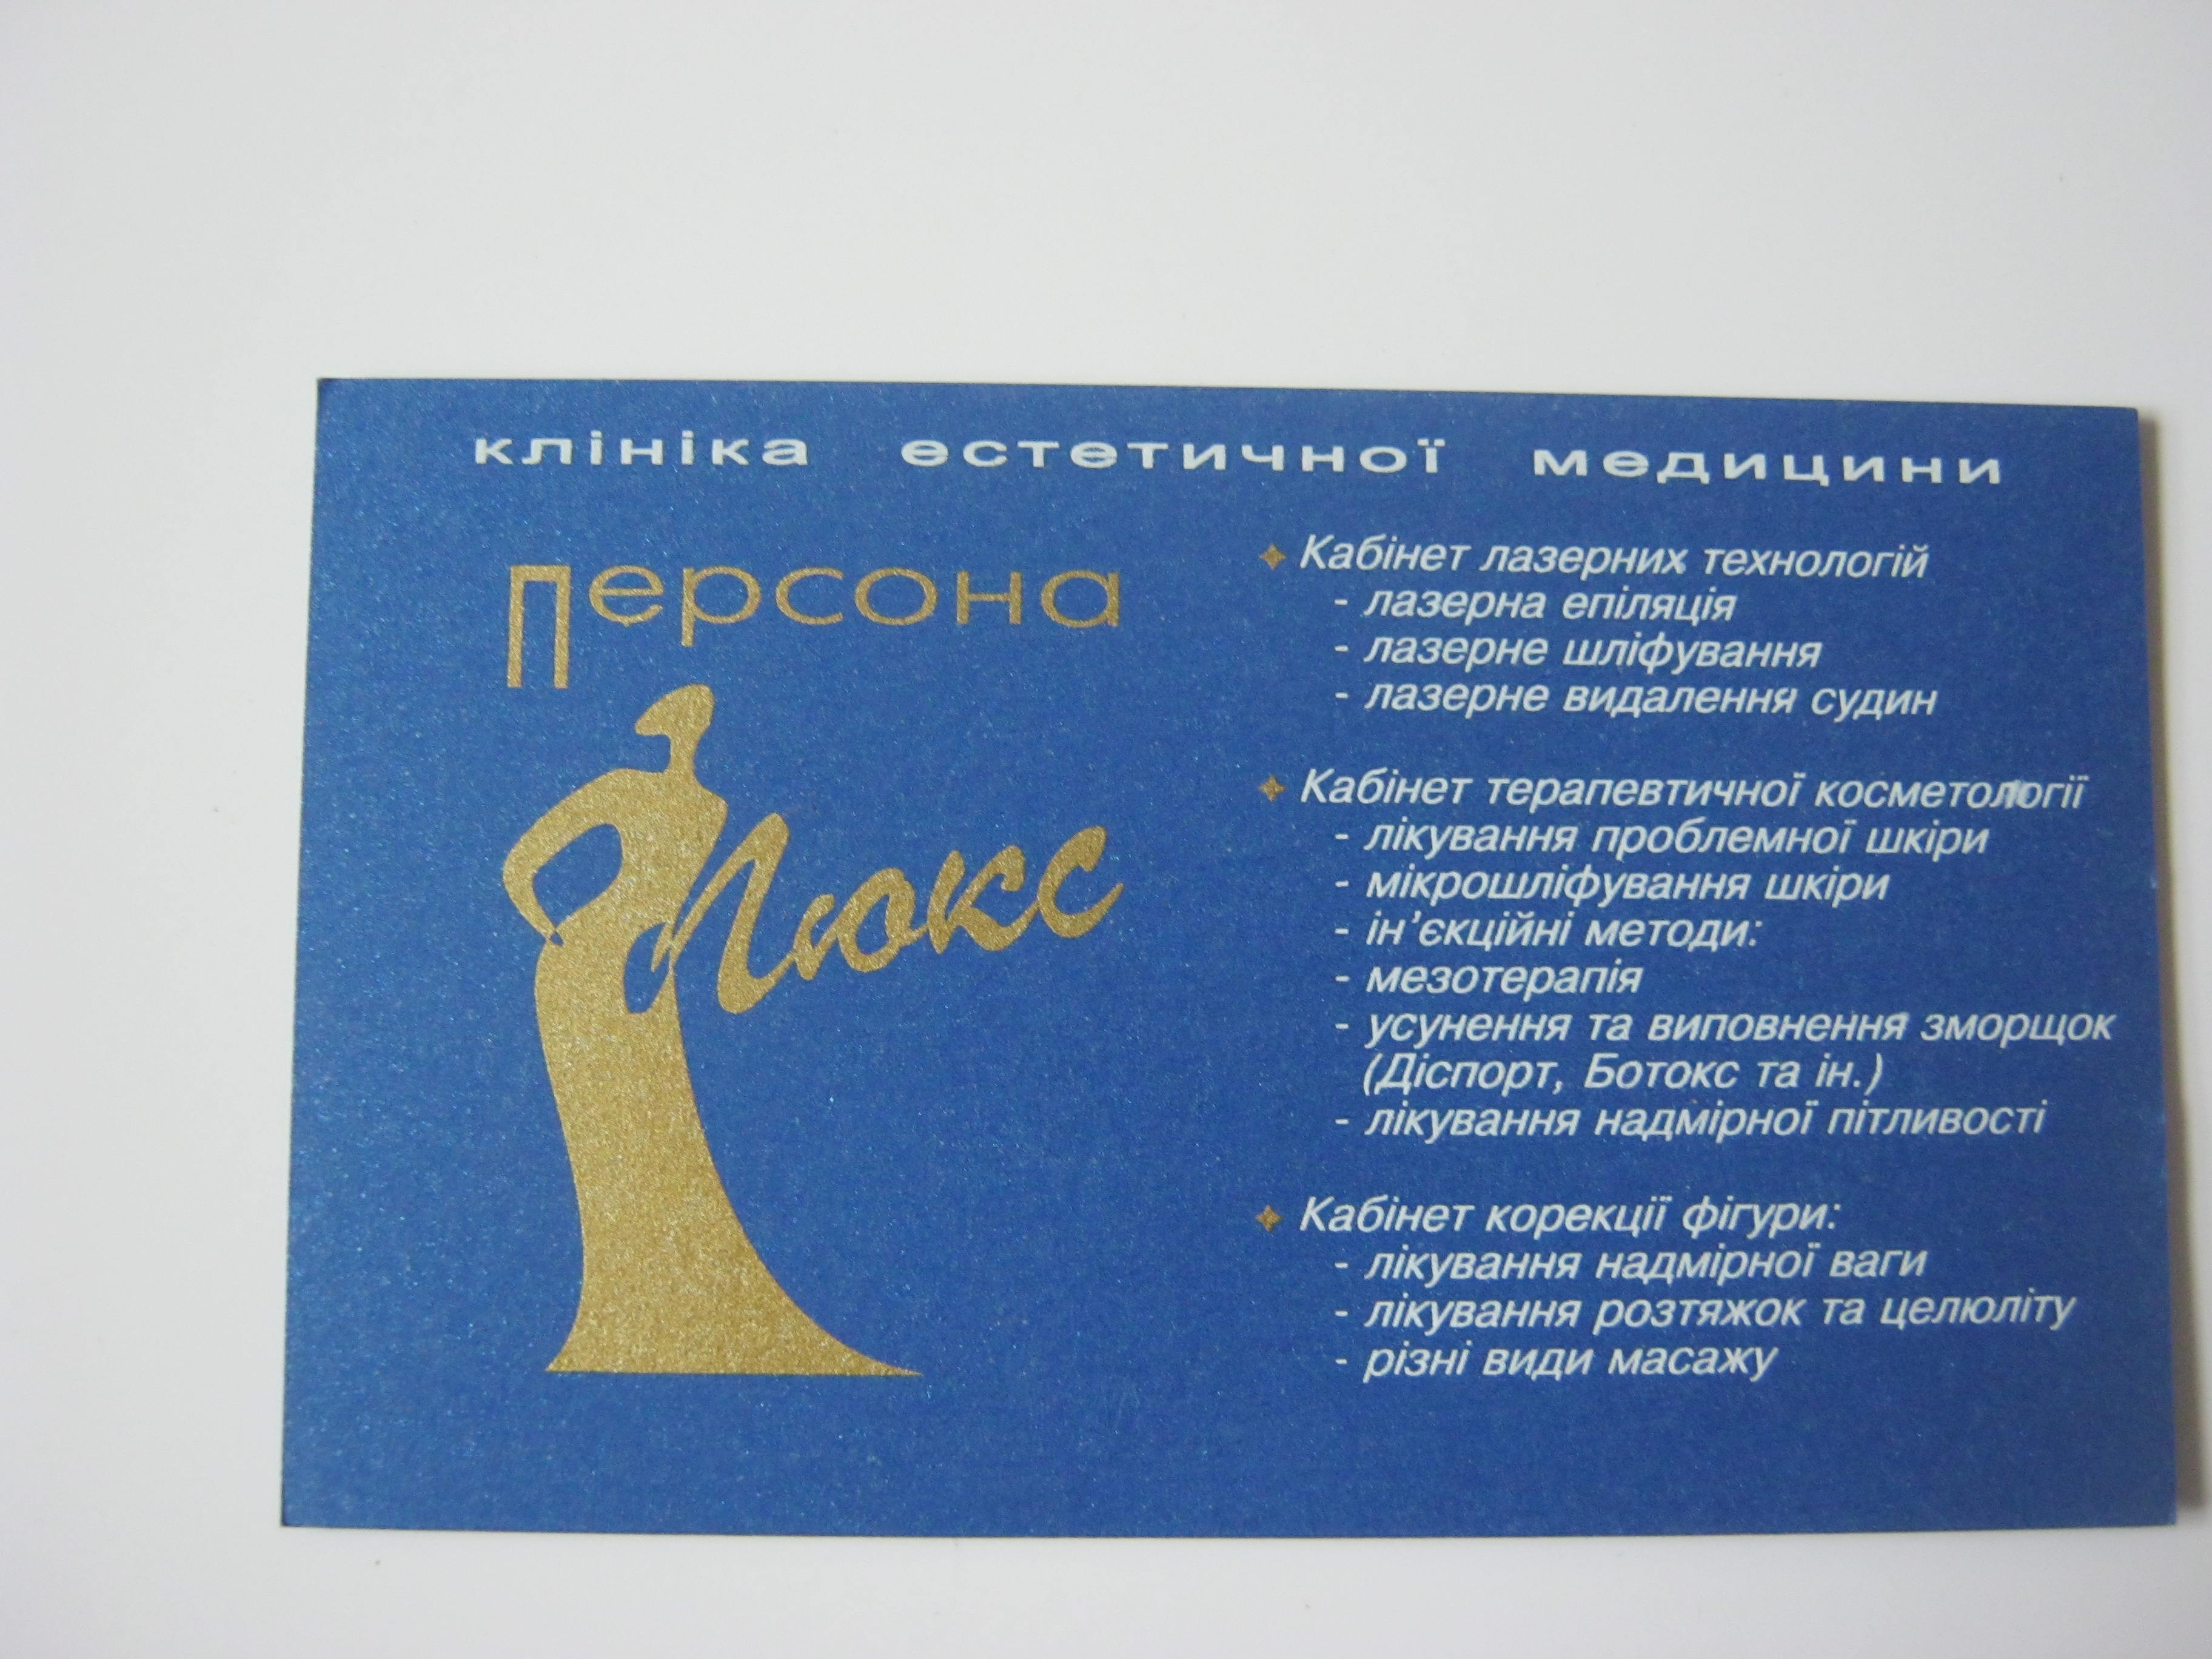 клініка естетичної медицини
персона
Люкс
Кабінет лазерних технологій
- лазерна епіляція
- лазерне шліфування
- лазерне видалення судин
Кабінет терапевтичної косметології
- лікування проблемної шкіри
- мікрошліфування шкіри
- ін’єкційні методи:
- мезотерапія
- усунення та виповнення зморщок
(Діспорт, Ботокс та ін.)
- лікування надмірної пітливості
Кабінет корекції фігури:
- лікування надмірної ваги
- лікування розтяжок та целюліту
- різні види масажу